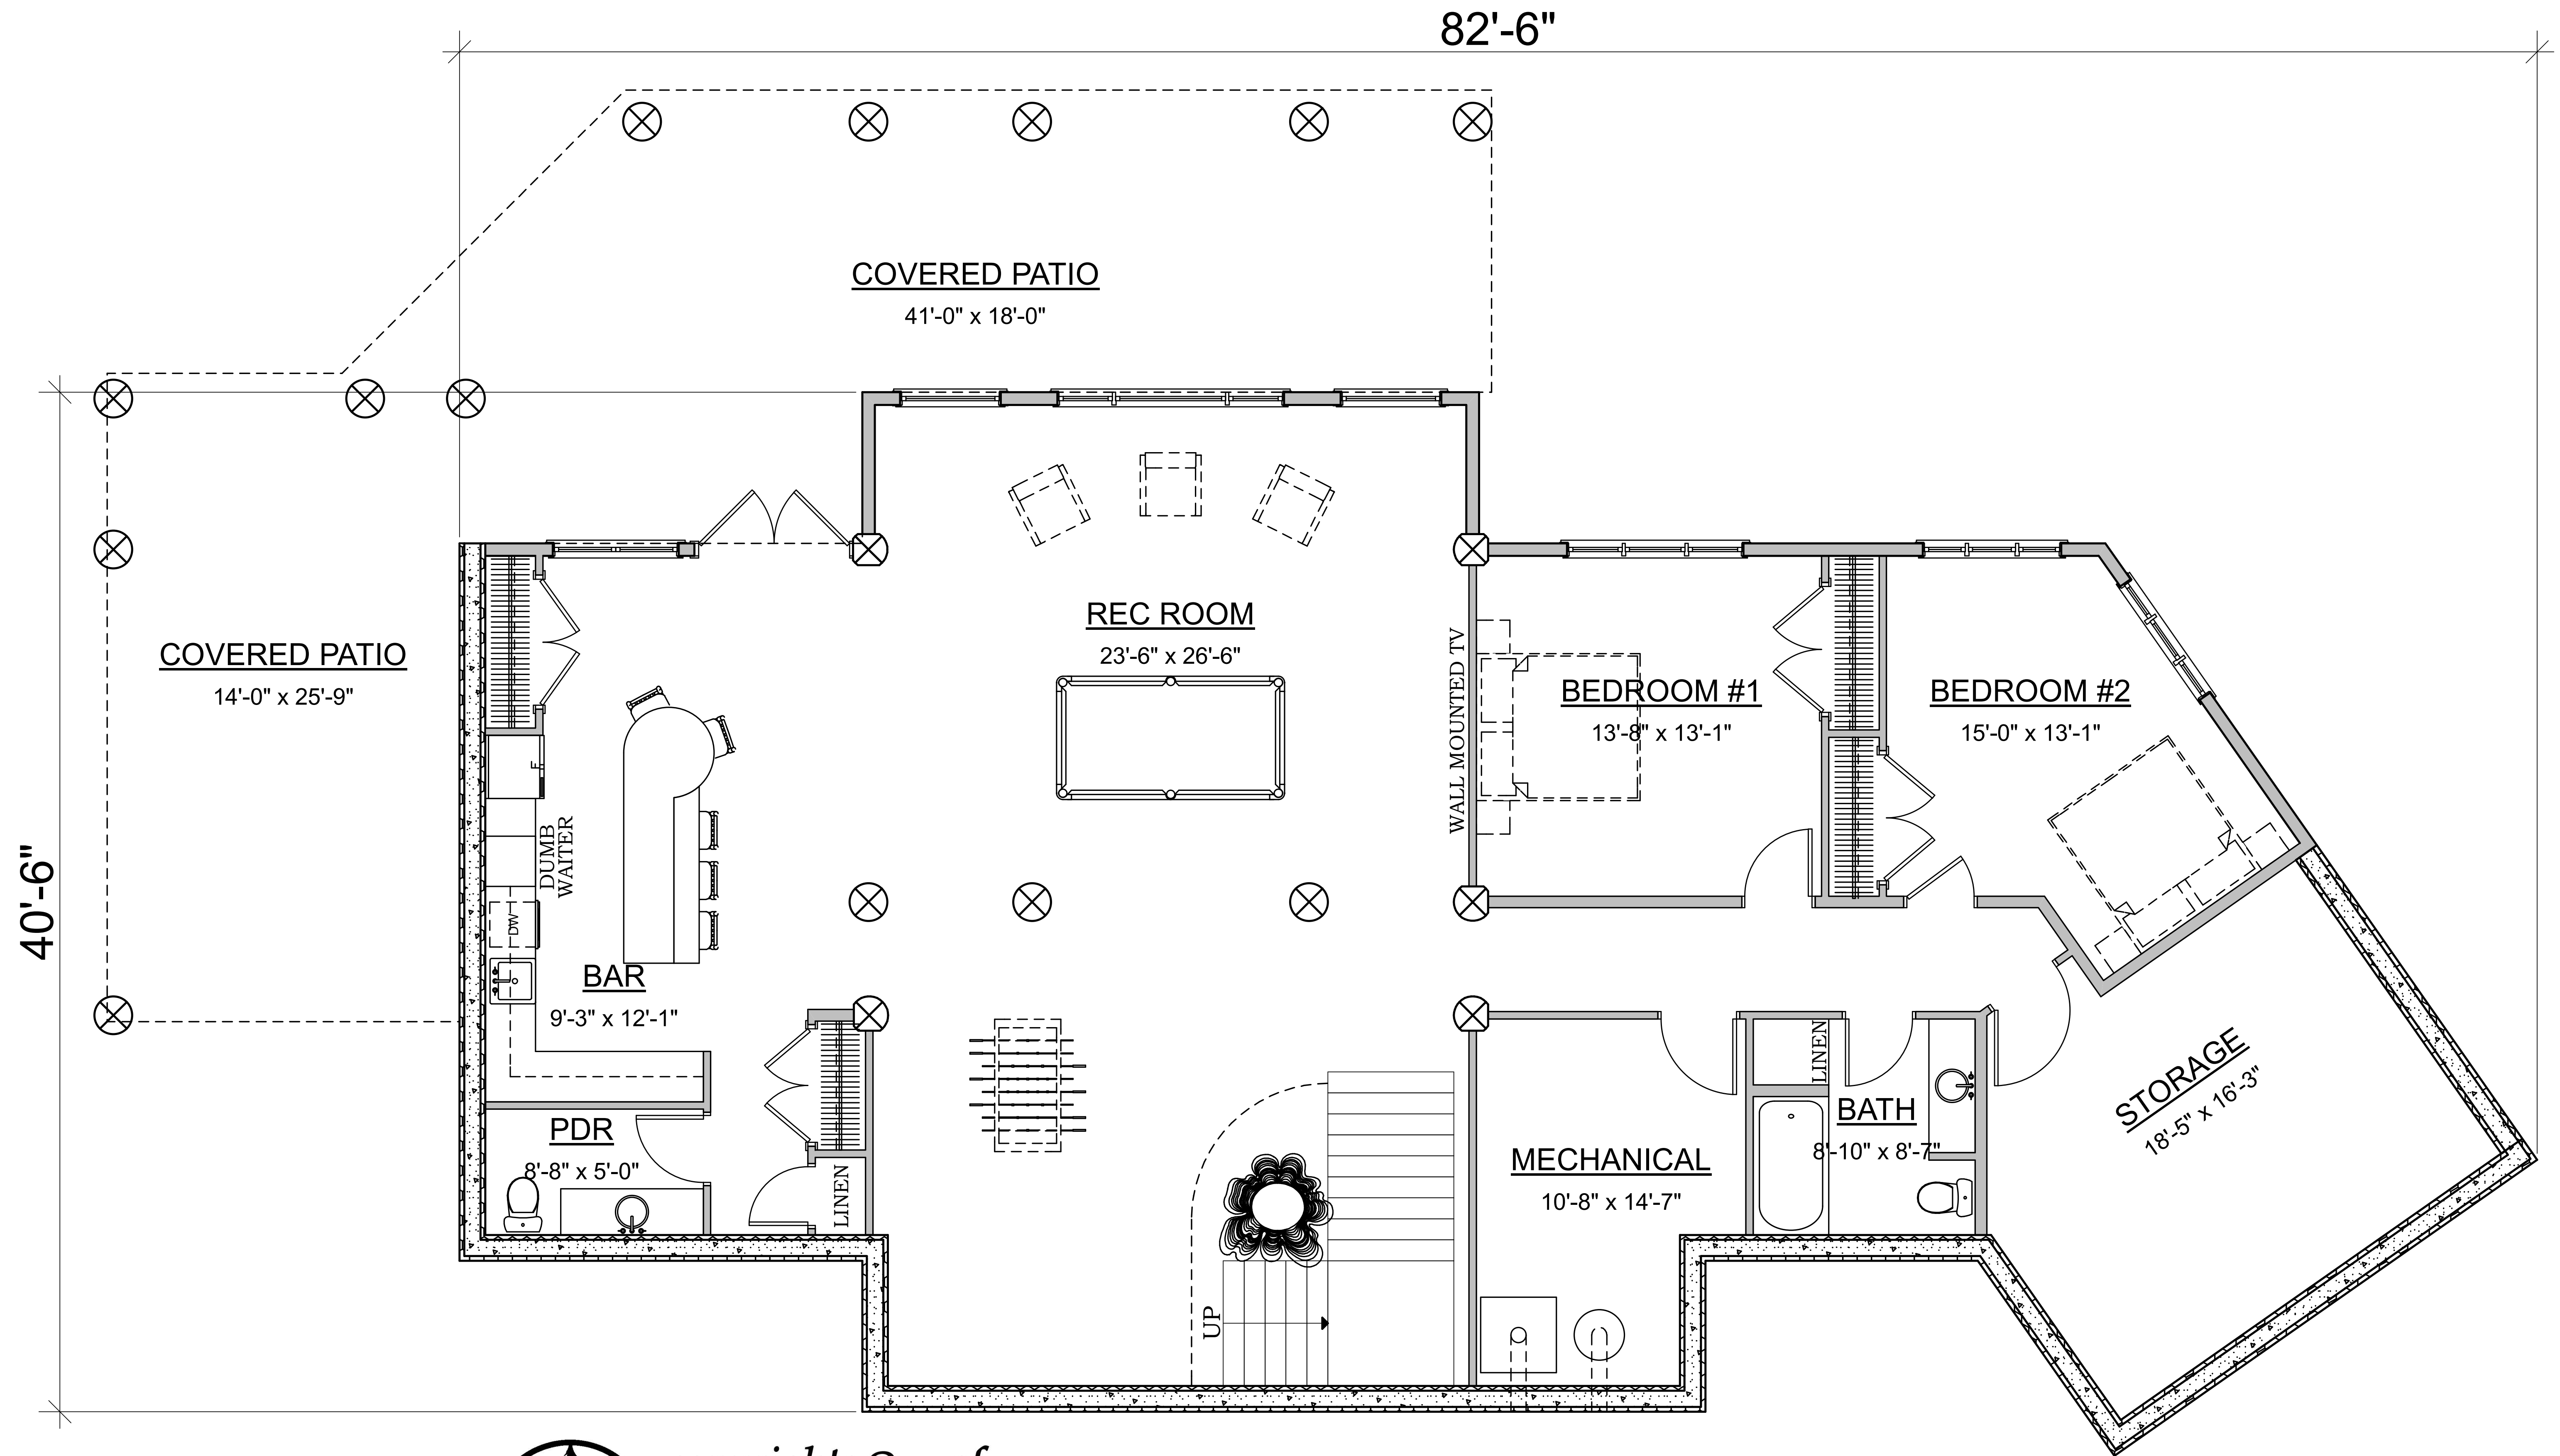 82'-6"
COVERED PATIO
41'-0" x 18'-0"
40'-6"
COVERED PATIO
14'-0" x 25'-9"
REC ROOM
23'-6" x 26'-6"
WALL MOUNTED TV
BEDROOM #1
13'-8" x 13'-1"
BEDROOM #2
15'-0" x 13'-1"
F
DUMB
WAITER
DW
BAR
9'-3" x 12'-1"
PDR
8'-8" x 5'-0"
LINEN
UP
MECHANICAL
10'-8" x 14'-7"
LINEN
BATH
8'-10" x 8'-7"
STORAGE
18'-5" x 16'-3"